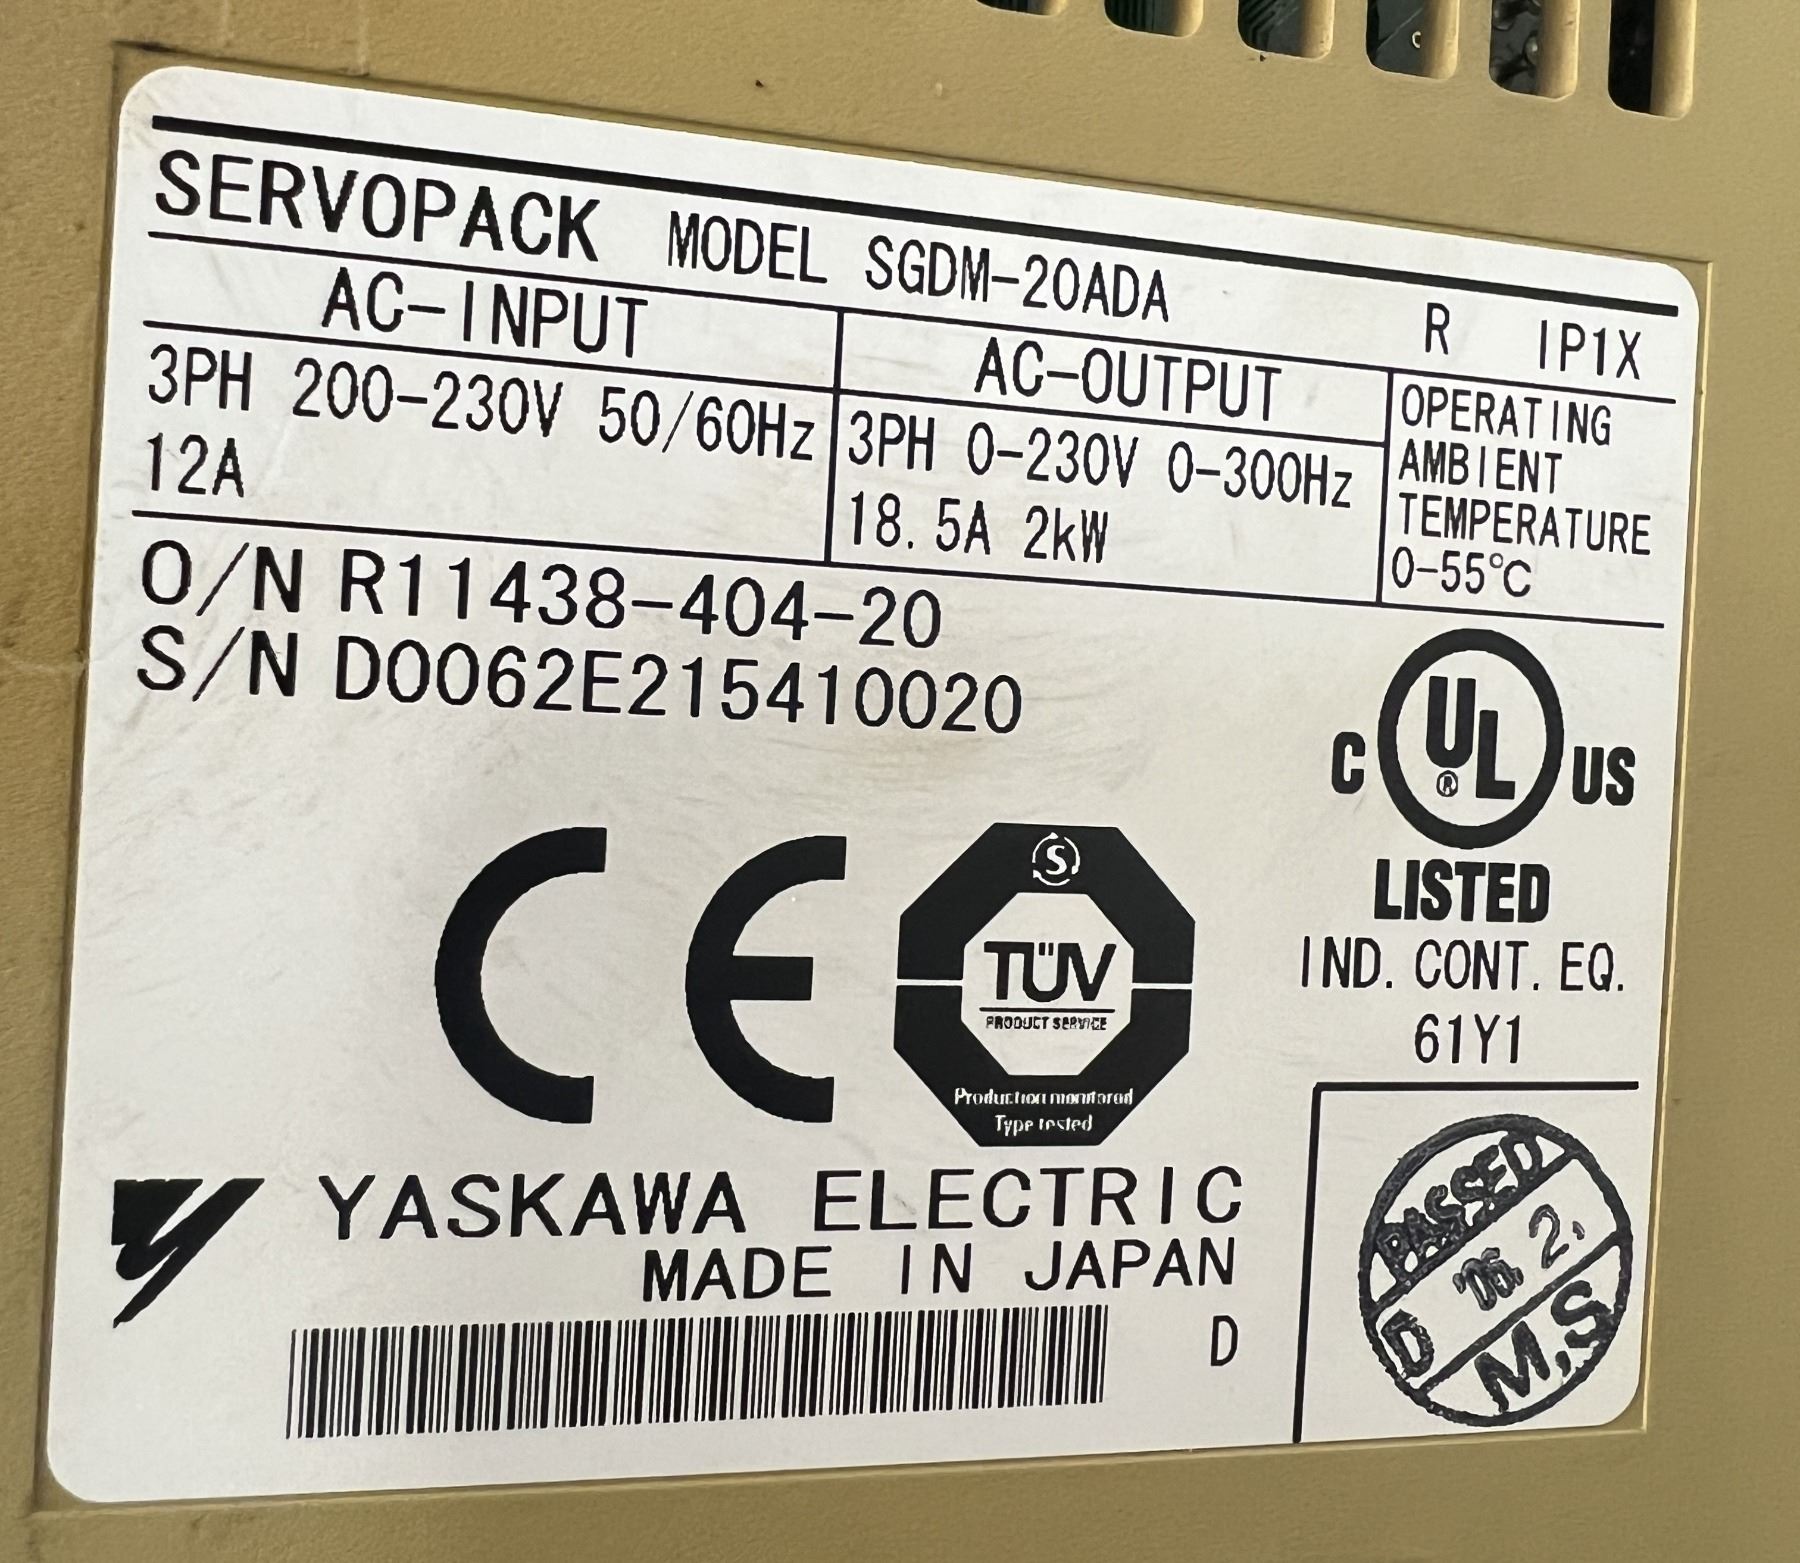 SERVOPACK MODEL SGDM-20ADA R IP1X
AC-INPUT
3PH 200-230V 50/60Hz
12A
AC-OUTPUT
3PH 0-230V 0-300Hz
18.5A 2kW
OPERATING
AMBIENT
TEMPERATURE
0-55℃
O/N R11438-404-20
S/N D0062E215410020
C UL ® US
LISTED
IND. CONT. EQ.
61Y1
CE
S
TÜV
PRODUCT SERVICE
Production monitored
Type tested
YASKAWA ELECTRIC
MADE IN JAPAN
D
PASSED
'06. 2.
D M.S